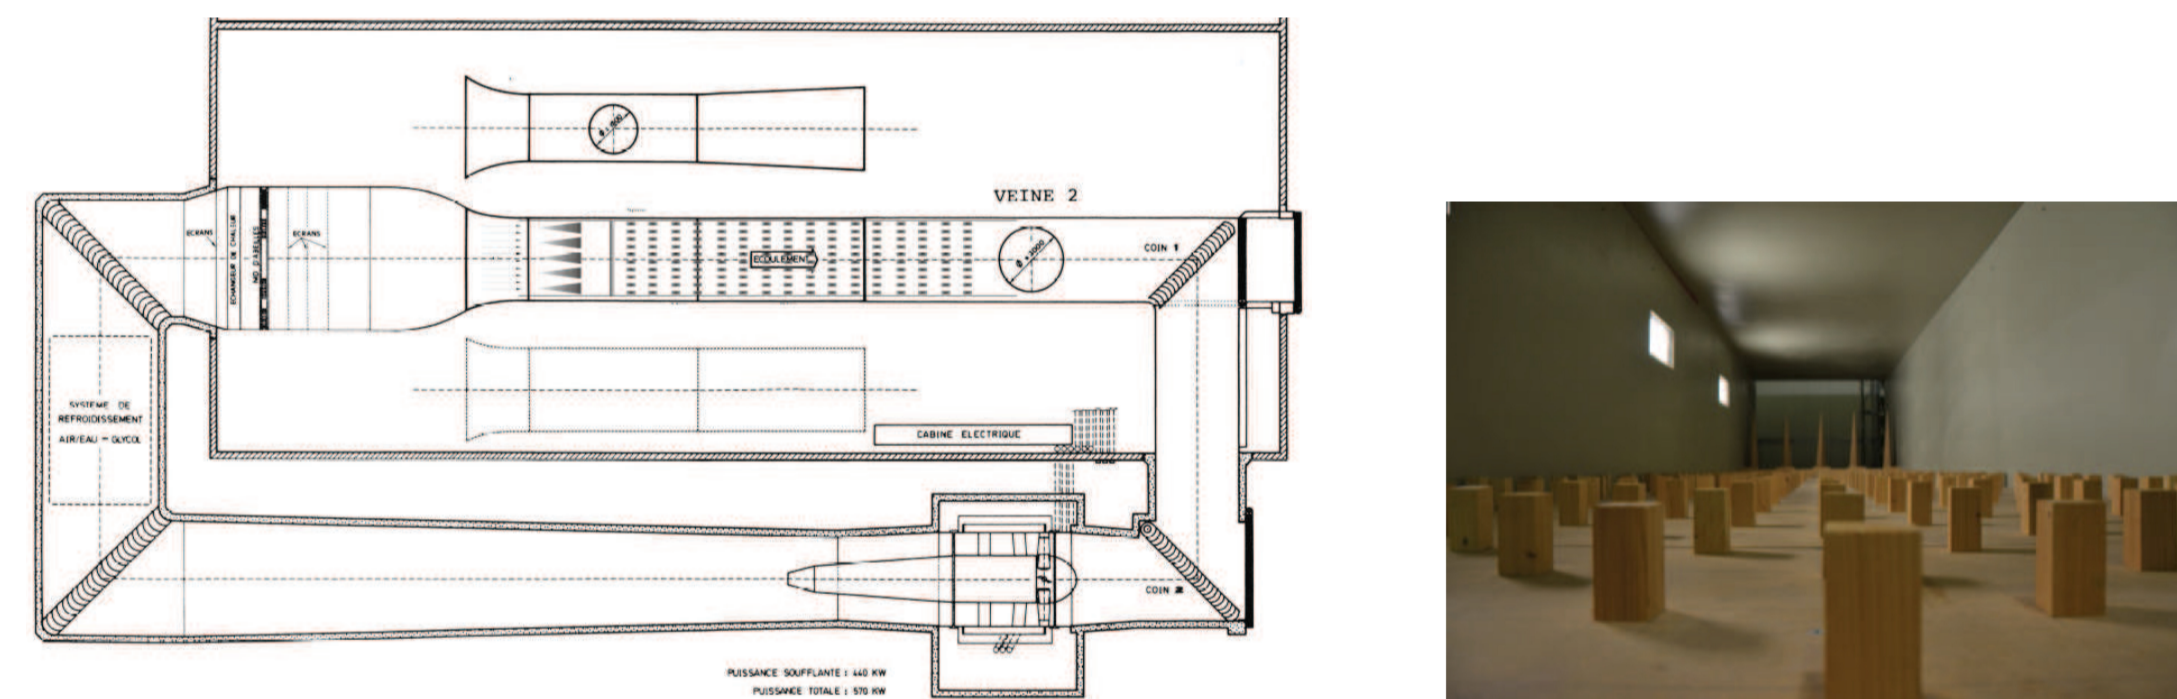 VEINE 2
ECRANS
ECHANGEUR DE CHALEUR
NID D'ABEILLES
ECRANS
ECOULEMENT
COIN 1
SYSTEME DE
REFROIDISSEMENT
AIR/EAU - GLYCOL
CABINE ELECTRIQUE
COIN
PUISSANCE SOUFFLANTE : 440 KW
PUISSANCE TOTALE : 570 KW